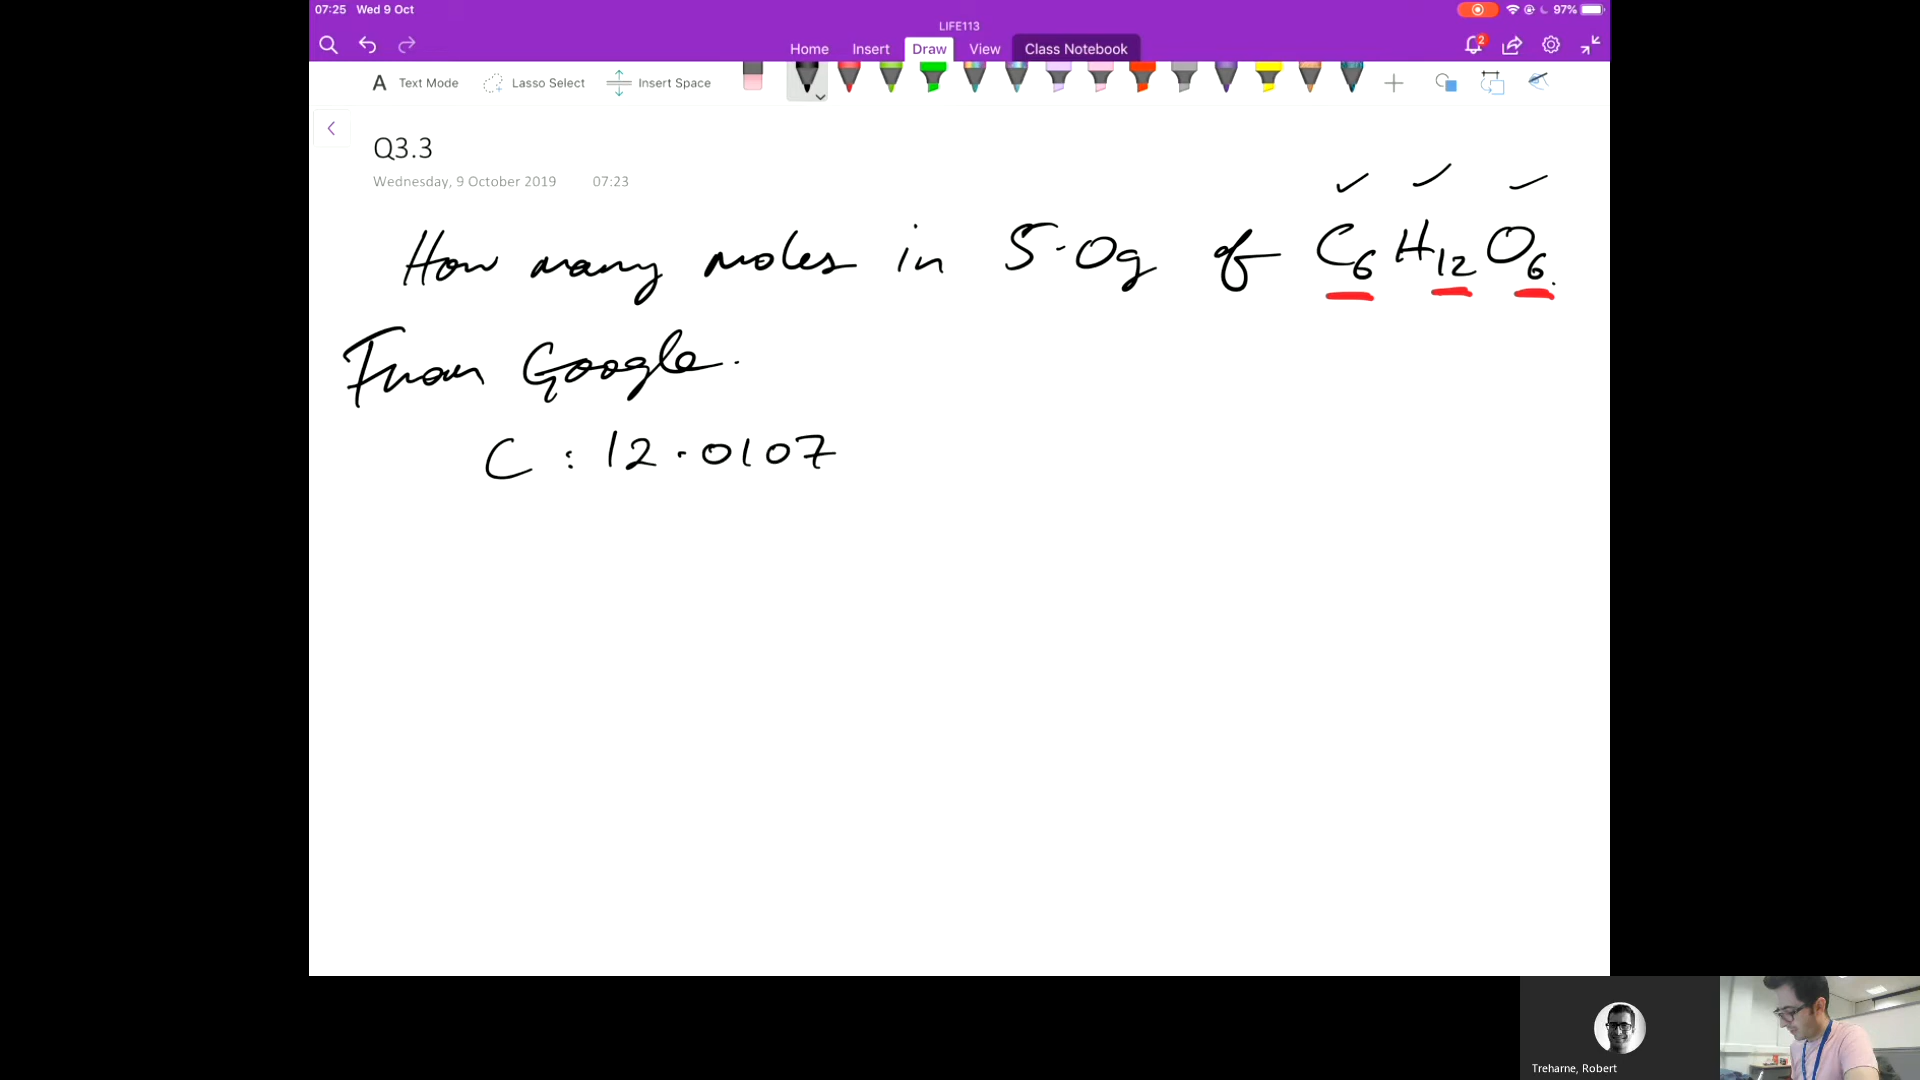 07:25 Wed 9 Oct
97%
LIFE113
Home Insert Draw View Class Notebook
2
A Text Mode Lasso Select Insert Space
Q3.3
Wednesday, 9 October 2019 07:23
How many moles in 5.0g of C6H12O6.
From Google.
C : 12.0107
Treharne, Robert